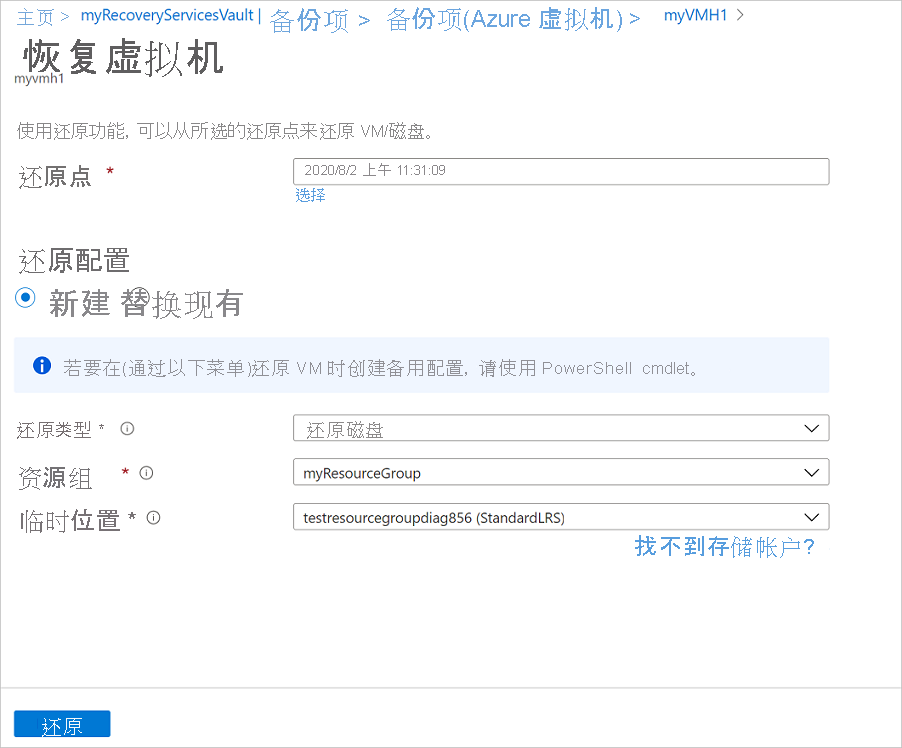 主页 > myRecoveryServicesVault | 备份项 > 备份项(Azure 虚拟机) > myVMH1 >
恢复虚拟机
myvmh1
使用还原功能, 可以从所选的还原点来还原 VM/磁盘。
还原点 * 2020/8/2 上午 11:31:09
选择
还原配置
新建 替换现有
若要在(通过以下菜单)还原 VM 时创建备用配置, 请使用 PowerShell cmdlet。
还原类型 * 还原磁盘
资源组 * myResourceGroup
临时位置 * testresourcegroupdiag856 (StandardLRS)
找不到存储帐户?
还原